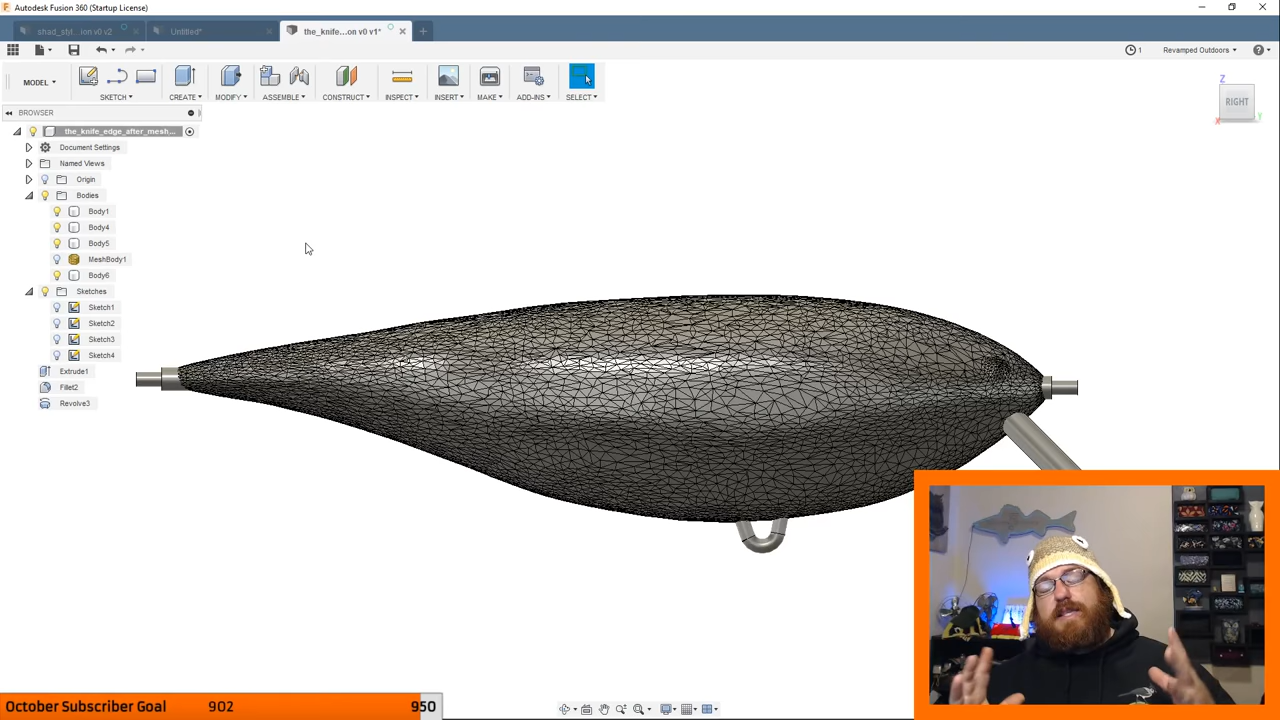 Autodesk Fusion 360 (Startup License)
Untitled*
the_knife...on v0 v1*
1
Revamped Outdoors
MODEL
SKETCH
CREATE
MODIFY
ASSEMBLE
CONSTRUCT
INSPECT
INSERT
MAKE
ADD-INS
SELECT
BROWSER
Z
RIGHT
X
Y
the_knife_edge_after_mesh...
Document Settings
Named Views
Origin
Bodies
Body1
Body4
Body5
MeshBody1
Body6
Sketches
Sketch1
Sketch2
Sketch3
Sketch4
Extrude1
Fillet2
Revolve3
October Subscriber Goal 902 950